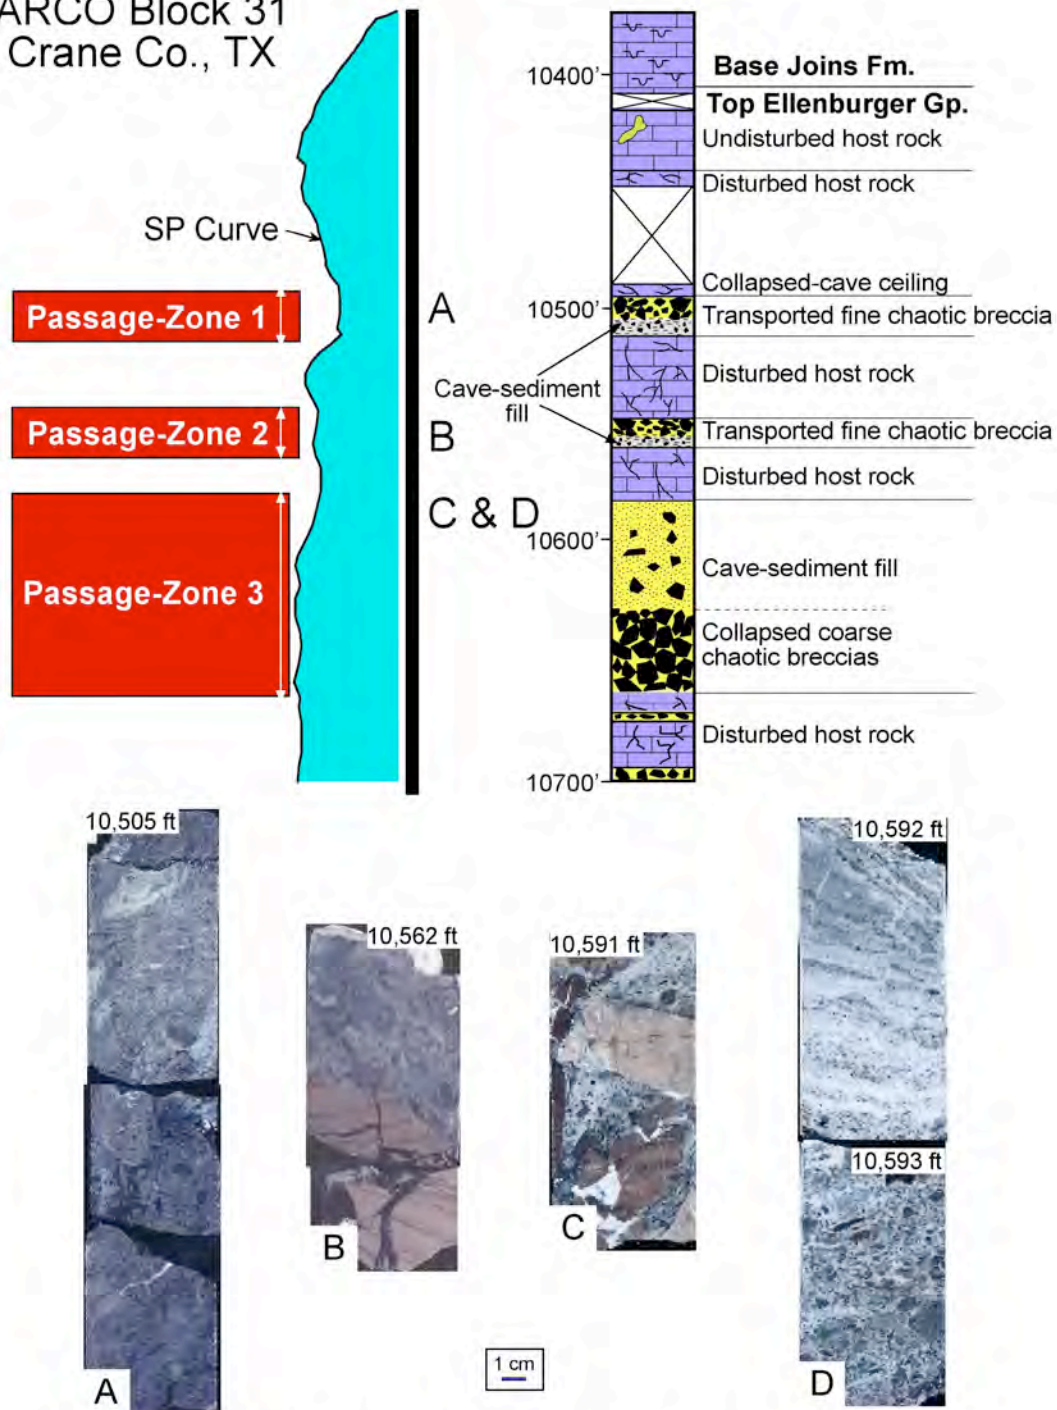 ARCO Block 31
Crane Co., TX
SP Curve
Passage-Zone 1
Passage-Zone 2
Passage-Zone 3
A
B
C & D
Cave-sediment
fill
10400'
10500'
10600'
10700'
Base Joins Fm.
Top Ellenburger Gp.
Undisturbed host rock
Disturbed host rock
Collapsed-cave ceiling
Transported fine chaotic breccia
Disturbed host rock
Transported fine chaotic breccia
Disturbed host rock
Cave-sediment fill
Collapsed coarse
chaotic breccias
Disturbed host rock
10,505 ft
A
10,562 ft
B
10,591 ft
C
10,592 ft
10,593 ft
D
1 cm